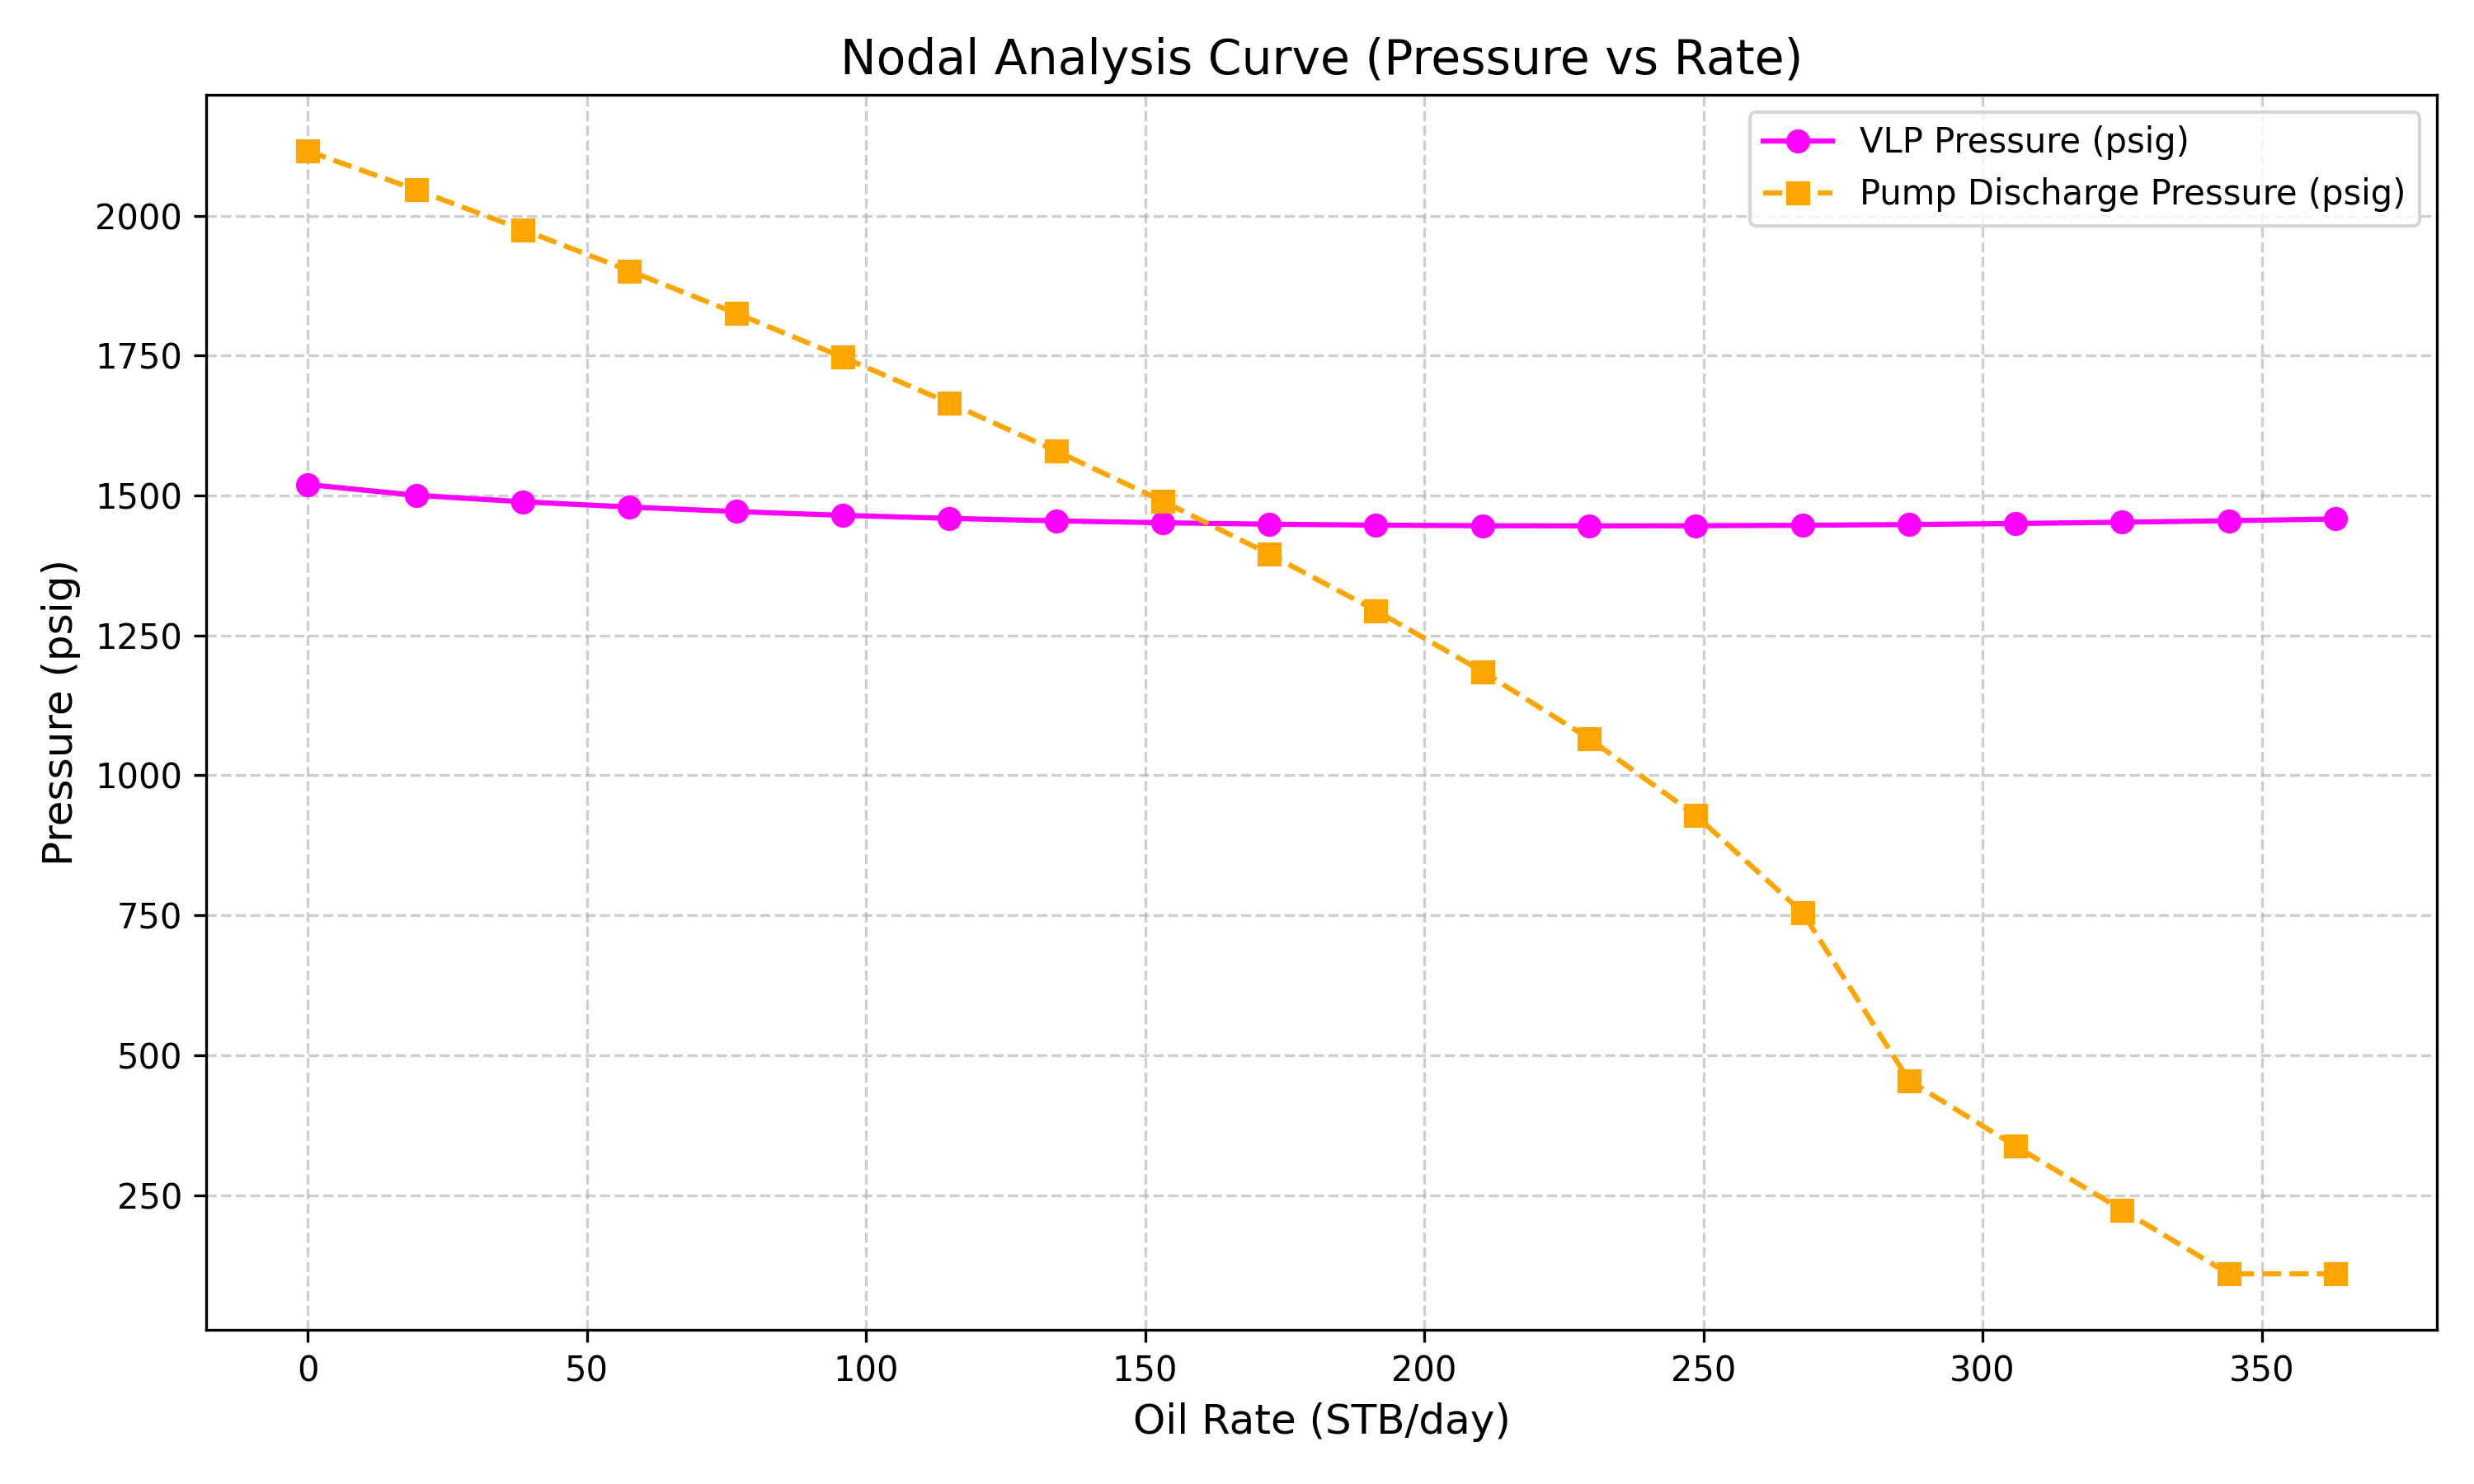 Nodal Analysis Curve (Pressure vs Rate)
VLP Pressure (psig)
Pump Discharge Pressure (psig)
Pressure (psig)
2000
1750
1500
1250
1000
750
500
250
0 50 100 150 200 250 300 350
Oil Rate (STB/day)